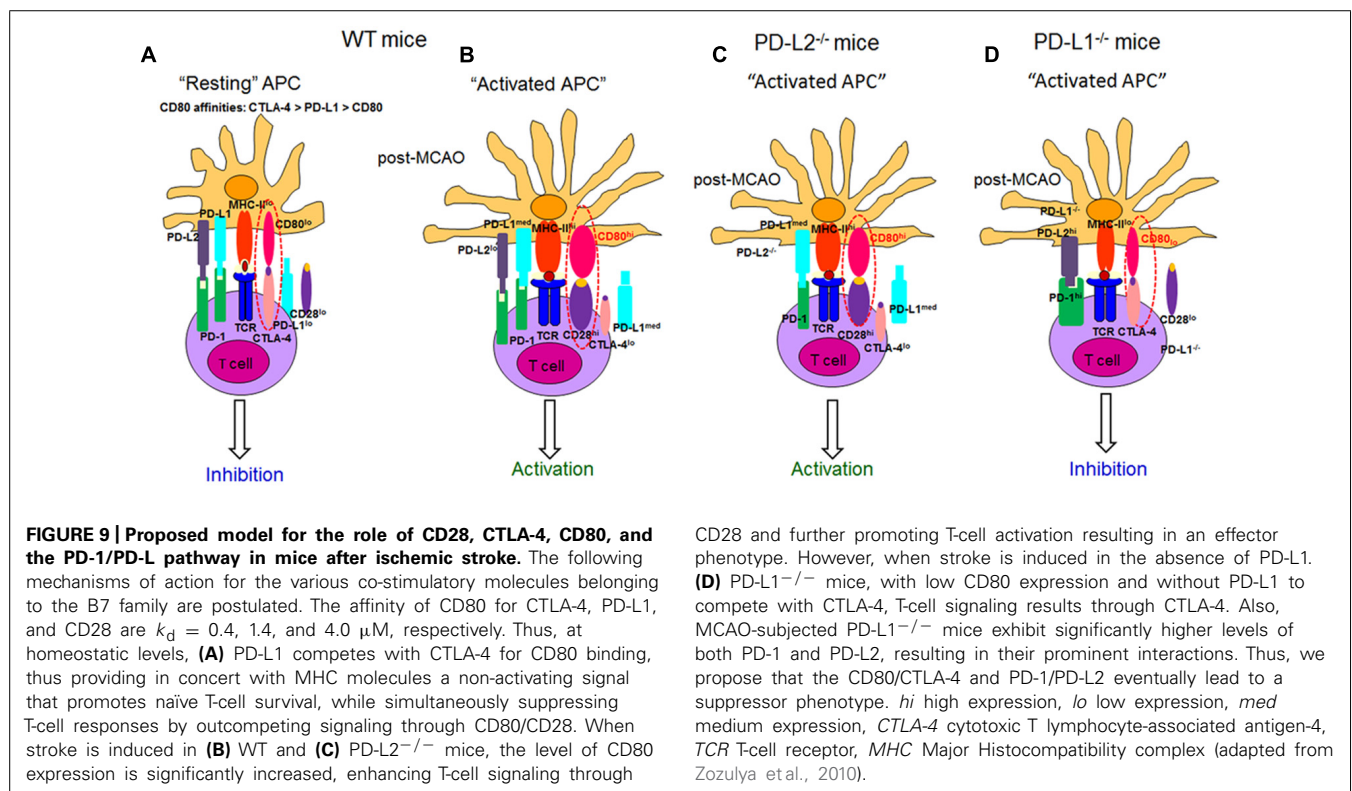 WT mice
PD-L2-/- mice
PD-L1-/- mice
A
"Resting" APC
CD80 affinities: CTLA-4 > PD-L1 > CD80
PD-L1
MHC-IIlo
CD80lo
PD-L2
CD28lo
PD-L1lo
PD-1
TCR
CTLA-4
T cell
Inhibition
B
"Activated APC"
post-MCAO
PD-L1med
MHC-IIhi
CD80hi
PD-L2lo
PD-L1med
PD-1
TCR
CD28hi
CTLA-4lo
T cell
Activation
C
"Activated APC"
post-MCAO
PD-L1med
MHC-IIhi
CD80hi
PD-L2-/-
PD-L1med
PD-1
TCR
CD28hi
CTLA-4lo
T cell
Activation
D
"Activated APC"
post-MCAO
PD-L1-/-
MHC-IIlo
PD-L2hi
CD80lo
PD-1hi
CD28lo
TCR
CTLA-4
PD-L1-/-
T cell
Inhibition
FIGURE 9 | Proposed model for the role of CD28, CTLA-4, CD80, and
the PD-1/PD-L pathway in mice after ischemic stroke. The following
mechanisms of action for the various co-stimulatory molecules belonging
to the B7 family are postulated. The affinity of CD80 for CTLA-4, PD-L1,
and CD28 are kd = 0.4, 1.4, and 4.0 μM, respectively. Thus, at
homeostatic levels, (A) PD-L1 competes with CTLA-4 for CD80 binding,
thus providing in concert with MHC molecules a non-activating signal
that promotes naïve T-cell survival, while simultaneously suppressing
T-cell responses by outcompeting signaling through CD80/CD28. When
stroke is induced in (B) WT and (C) PD-L2−/− mice, the level of CD80
expression is significantly increased, enhancing T-cell signaling through
CD28 and further promoting T-cell activation resulting in an effector
phenotype. However, when stroke is induced in the absence of PD-L1.
(D) PD-L1−/− mice, with low CD80 expression and without PD-L1 to
compete with CTLA-4, T-cell signaling results through CTLA-4. Also,
MCAO-subjected PD-L1−/− mice exhibit significantly higher levels of
both PD-1 and PD-L2, resulting in their prominent interactions. Thus, we
propose that the CD80/CTLA-4 and PD-1/PD-L2 eventually lead to a
suppressor phenotype. hi high expression, lo low expression, med
medium expression, CTLA-4 cytotoxic T lymphocyte-associated antigen-4,
TCR T-cell receptor, MHC Major Histocompatibility complex (adapted from
Zozulya et al., 2010).